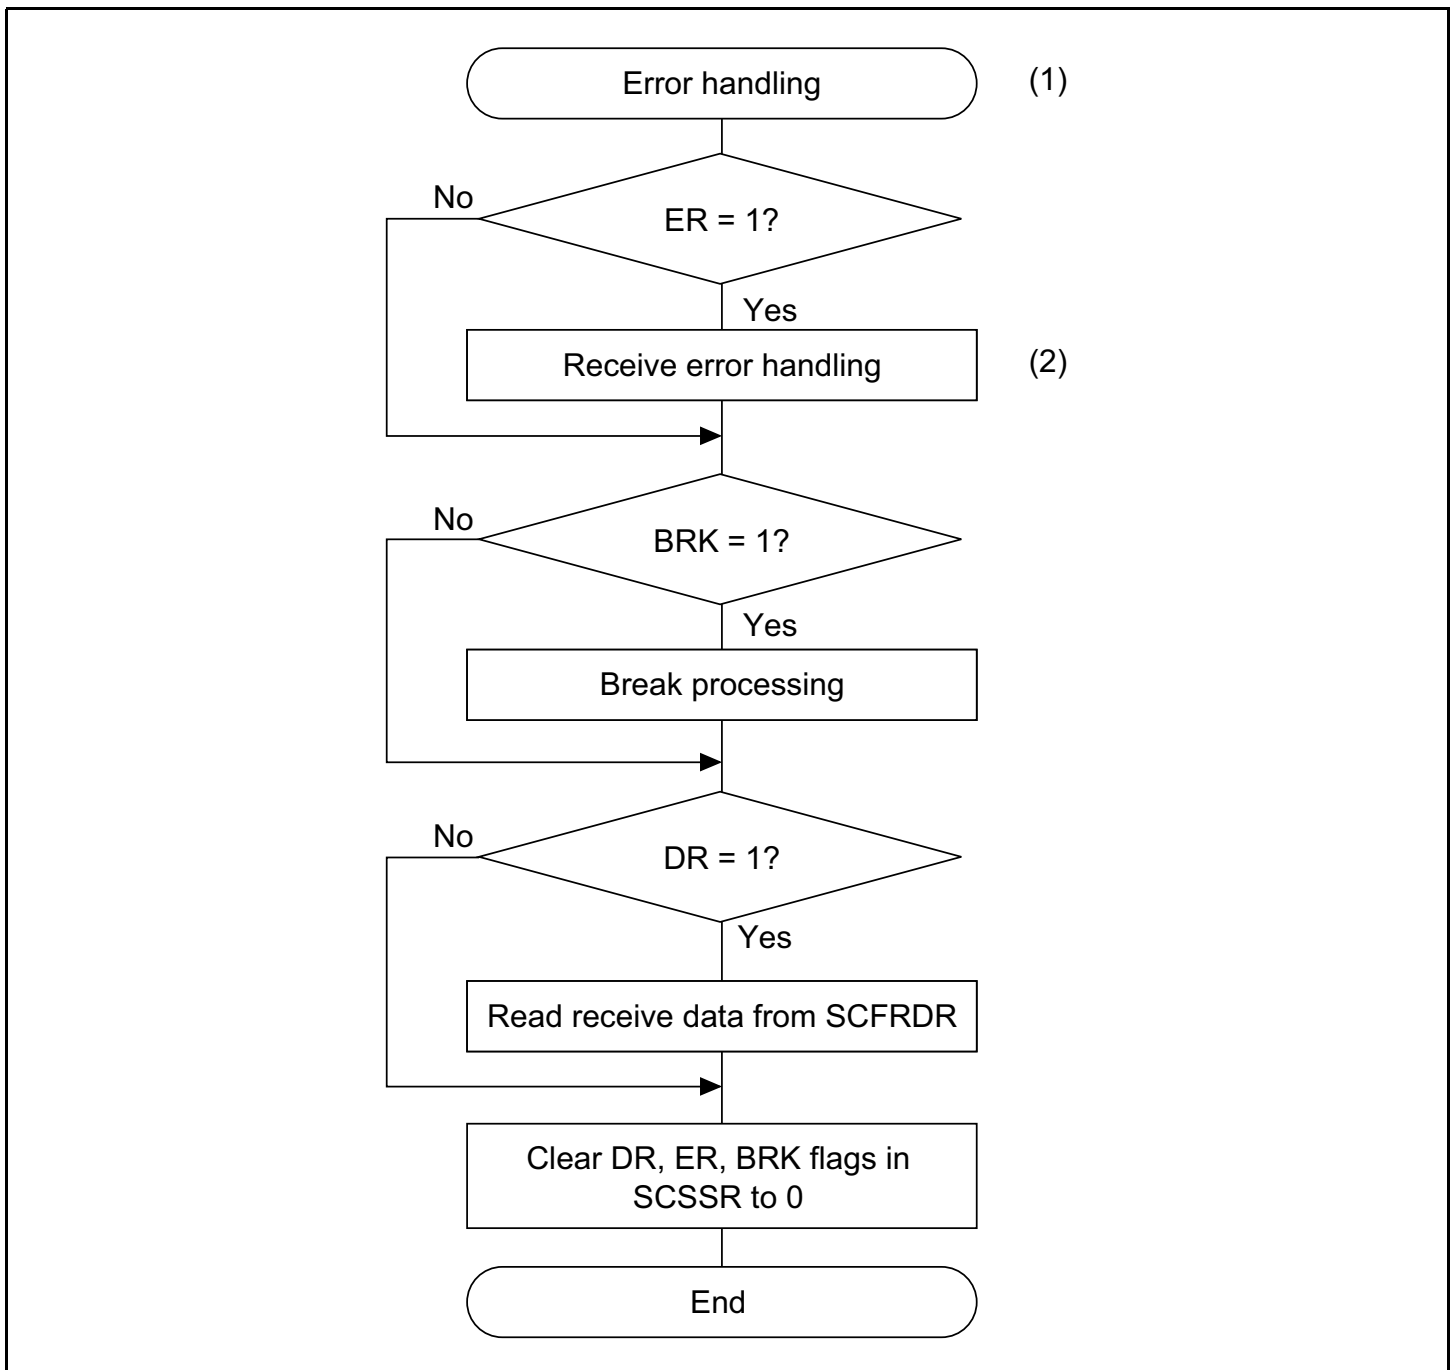 Error handling
(1)
No
ER = 1?
Yes
Receive error handling
(2)
No
BRK = 1?
Yes
Break processing
No
DR = 1?
Yes
Read receive data from SCFRDR
Clear DR, ER, BRK flags in
SCSSR to 0
End